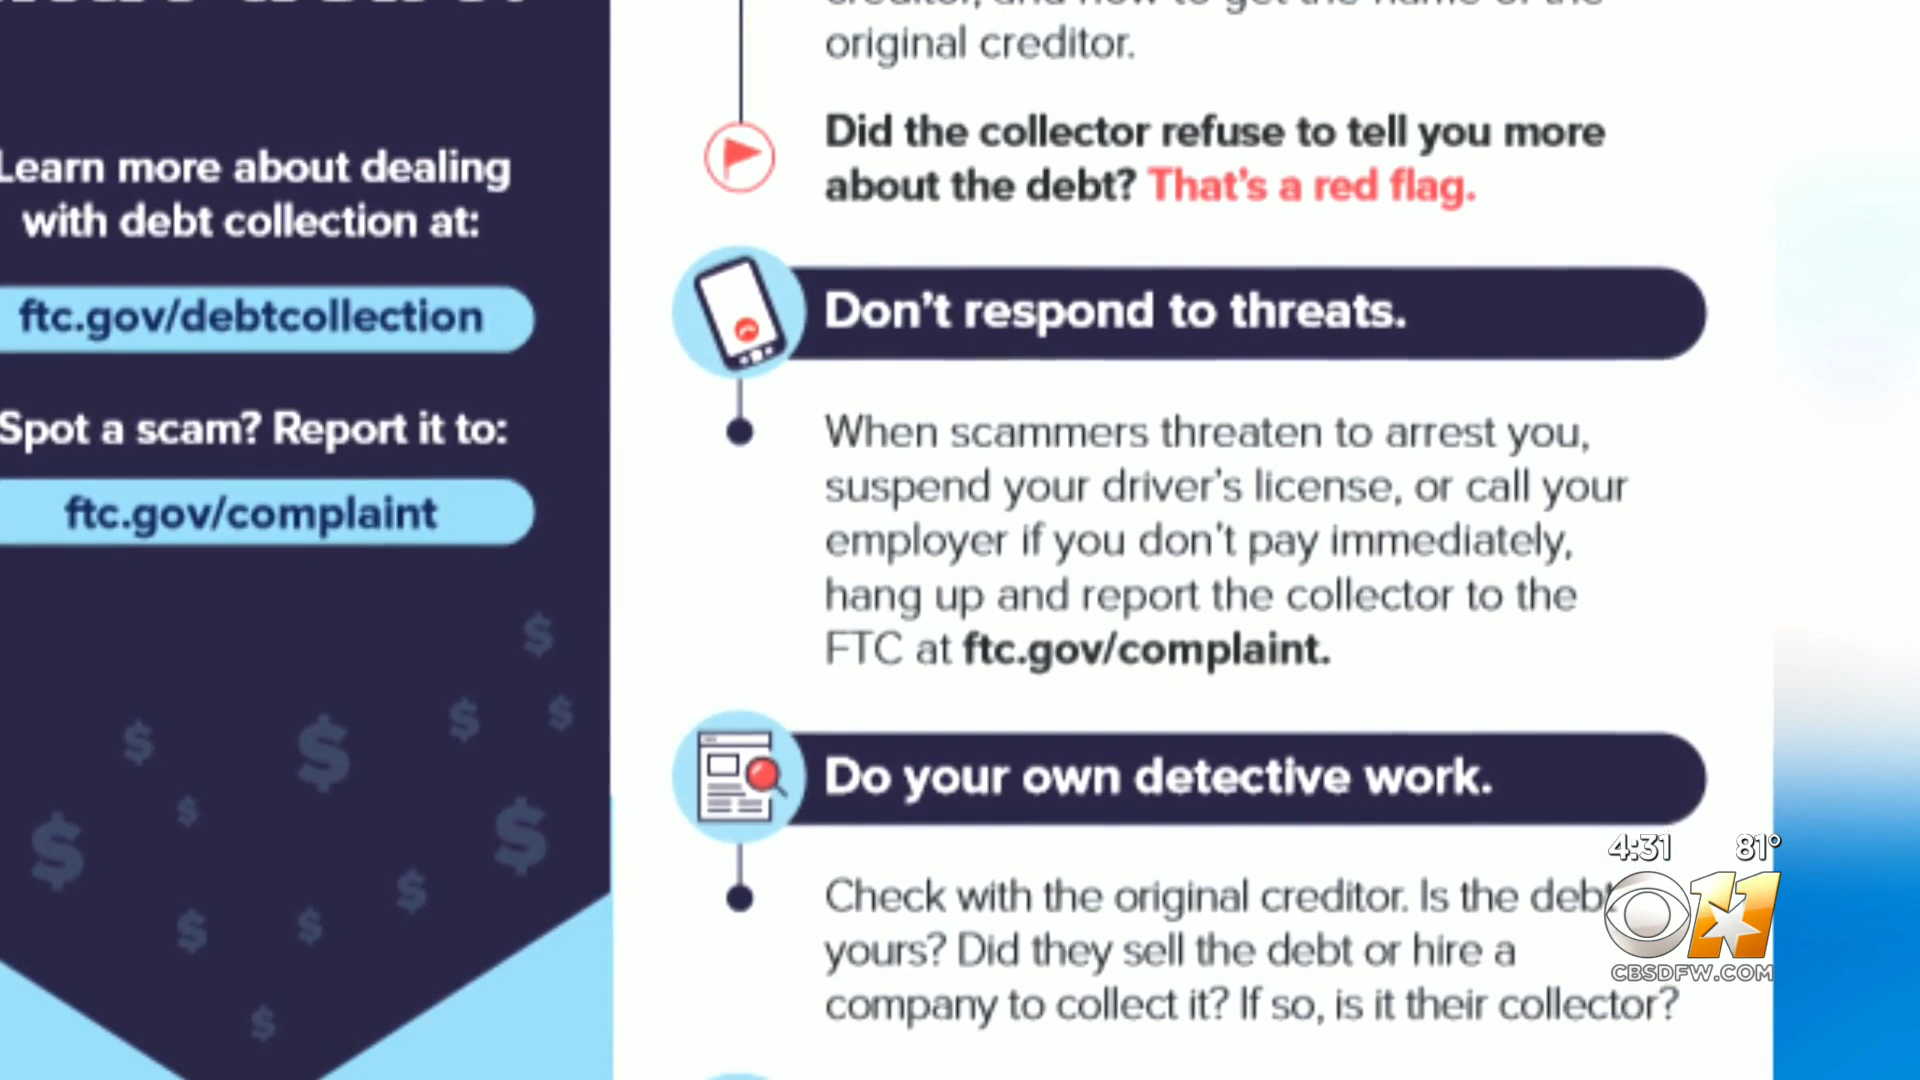 Learn more about dealing
with debt collection at:
ftc.gov/debtcollection
Spot a scam? Report it to:
ftc.gov/complaint
original creditor.
Did the collector refuse to tell you more
about the debt? That's a red flag.
Don't respond to threats.
When scammers threaten to arrest you,
suspend your driver's license, or call your
employer if you don't pay immediately,
hang up and report the collector to the
FTC at ftc.gov/complaint.
Do your own detective work.
Check with the original creditor. Is the debt
yours? Did they sell the debt or hire a
company to collect it? If so, is it their collector?
4:31 81°
11
CBSDFW.COM